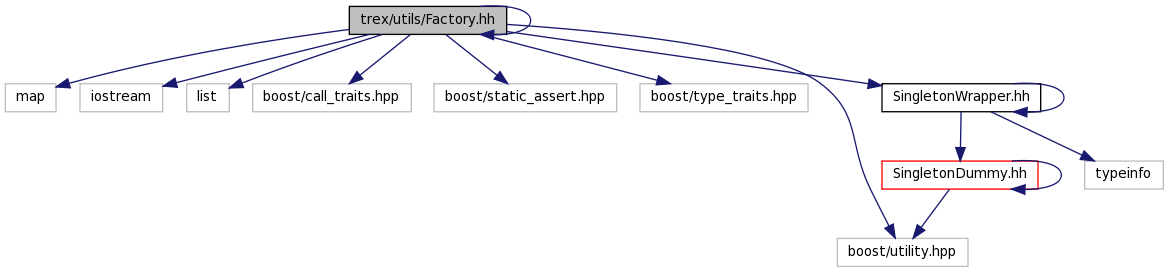 trex/utils/Factory.hh
map
iostream
list
boost/call_traits.hpp
boost/static_assert.hpp
boost/type_traits.hpp
SingletonWrapper.hh
SingletonDummy.hh
typeinfo
boost/utility.hpp